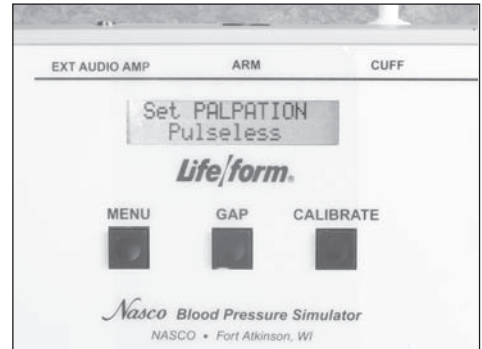 EXT AUDIO AMP ARM CUFF
Set PALPATION
Pulseless
Life/form®
MENU GAP CALIBRATE
Nasco Blood Pressure Simulator
NASCO • Fort Atkinson, WI